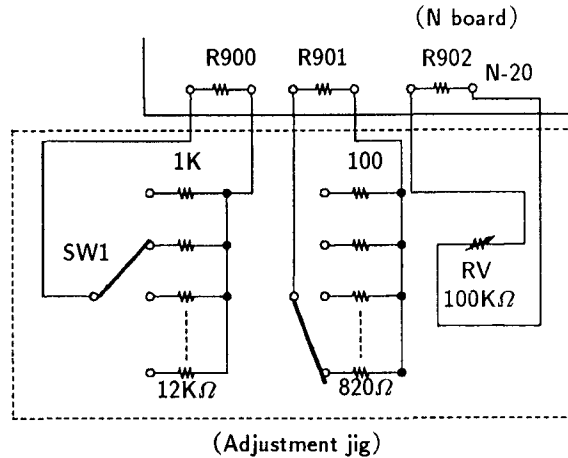 (N board)
R900 R901 R902 N-20
1K 100
SW1
RV
100KΩ
12KΩ 820Ω
(Adjustment jig)